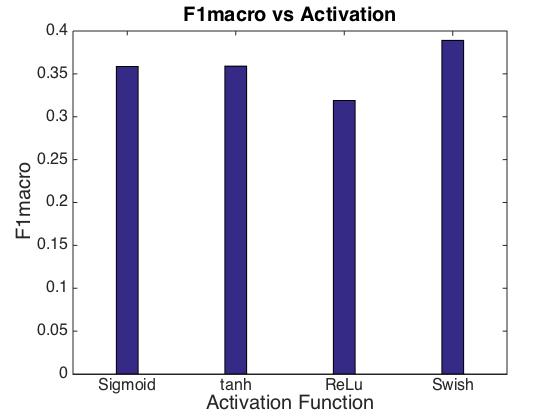 F1macro vs Activation
0.4
0.35
0.3
0.25
0.2
0.15
0.1
0.05
0
F1macro
Sigmoid tanh ReLu Swish
Activation Function